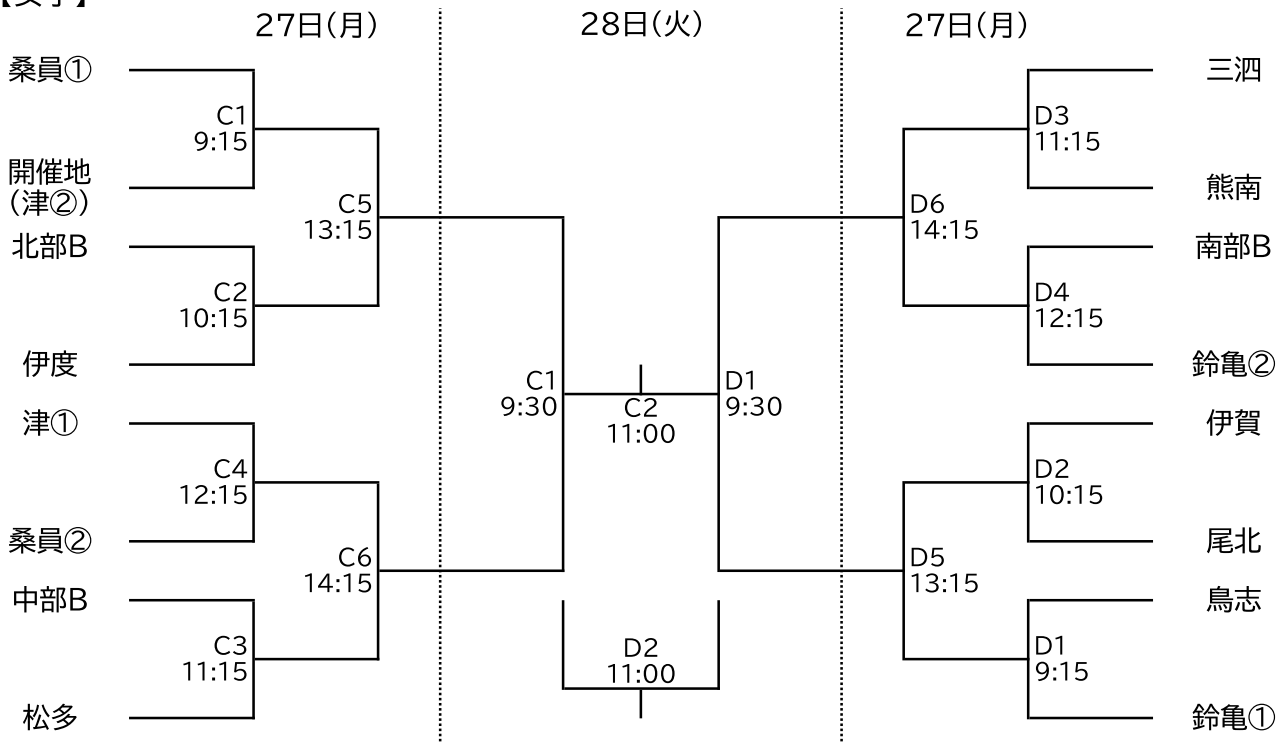 【女子】
27日(月)
28日(火)
27日(月)
桑員①
C1
9:15
開催地
(津②)
C5
13:15
北部B
C2
10:15
伊度
津①
C4
12:15
桑員②
C6
14:15
中部B
C3
11:15
松多
C1
9:30
C2
11:00
D1
9:30
D2
11:00
三泗
D3
11:15
熊南
D6
14:15
南部B
D4
12:15
鈴亀②
伊賀
D2
10:15
尾北
D5
13:15
鳥志
D1
9:15
鈴亀①